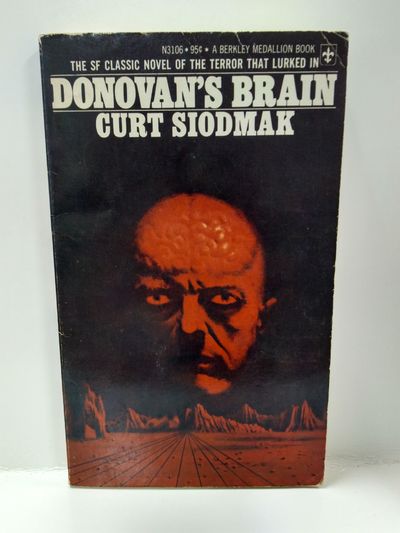 N3106 • 95¢ • A BERKLEY MEDALLION BOOK
THE SF CLASSIC NOVEL OF THE TERROR THAT LURKED IN
DONOVAN'S BRAIN
CURT SIODMAK